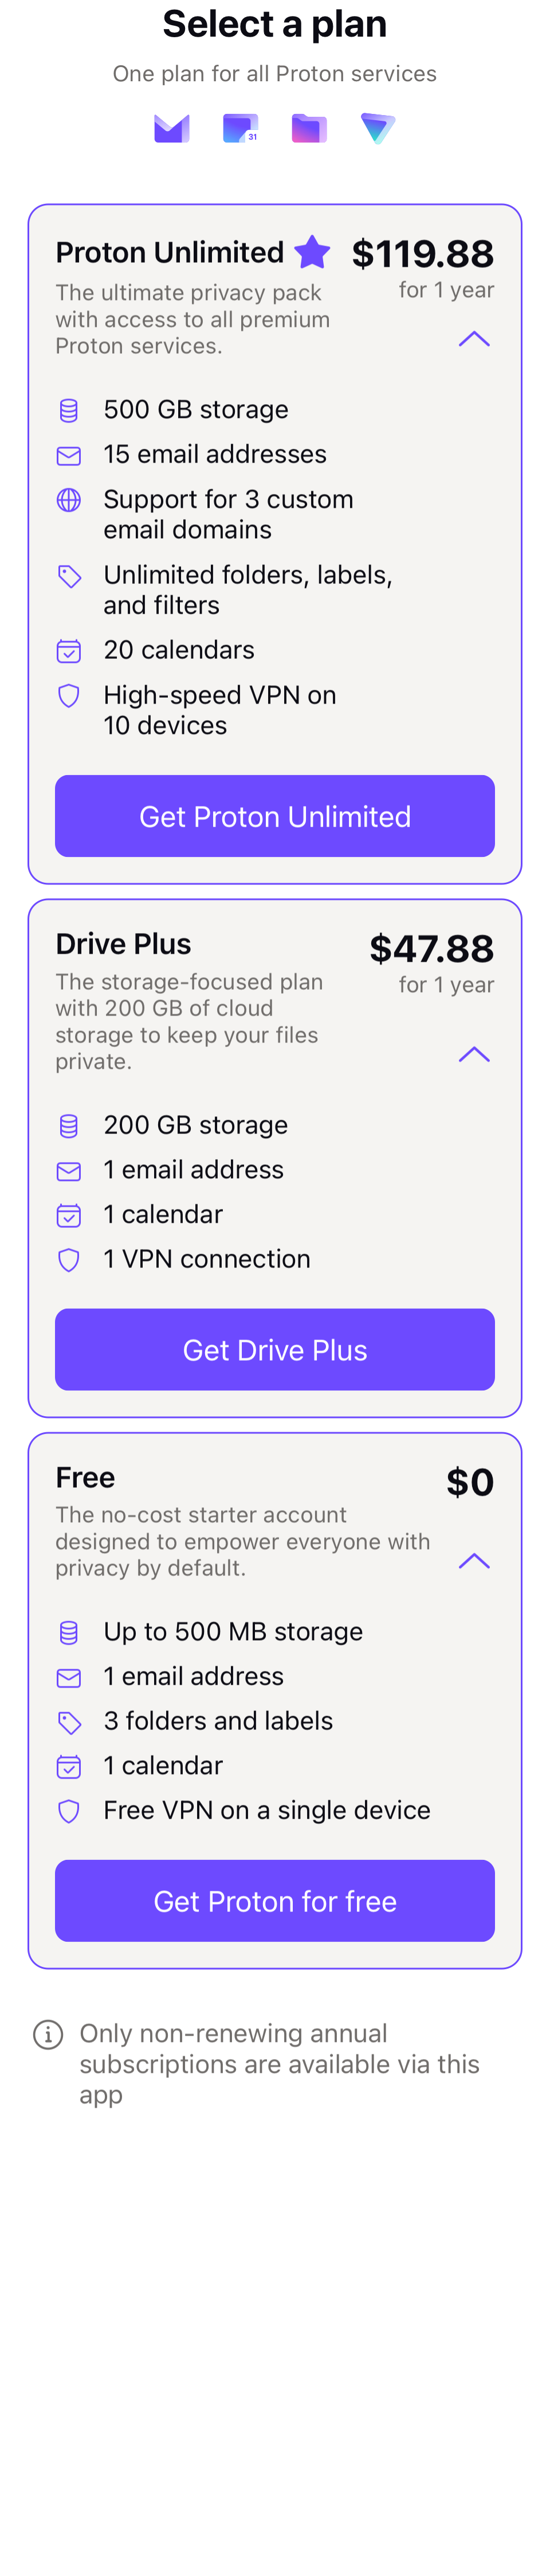 Select a plan
One plan for all Proton services
31
Proton Unlimited
$119.88
for 1 year
The ultimate privacy pack
with access to all premium
Proton services.
500 GB storage
15 email addresses
Support for 3 custom
email domains
Unlimited folders, labels,
and filters
20 calendars
High-speed VPN on
10 devices
Get Proton Unlimited
Drive Plus
$47.88
for 1 year
The storage-focused plan
with 200 GB of cloud
storage to keep your files
private.
200 GB storage
1 email address
1 calendar
1 VPN connection
Get Drive Plus
Free
$0
The no-cost starter account
designed to empower everyone with
privacy by default.
Up to 500 MB storage
1 email address
3 folders and labels
1 calendar
Free VPN on a single device
Get Proton for free
Only non-renewing annual
subscriptions are available via this
app